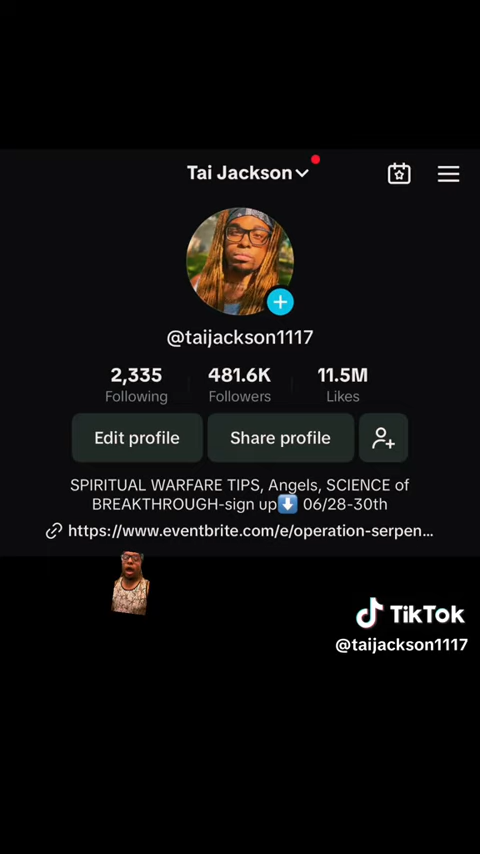 Tai Jackson
@taijackson1117
2,335 481.6K 11.5M
Following Followers Likes
Edit profile Share profile
SPIRITUAL WARFARE TIPS, Angels, SCIENCE of
BREAKTHROUGH-sign up⬇️ 06/28-30th
https://www.eventbrite.com/e/operation-serpen...
TikTok
@taijackson1117